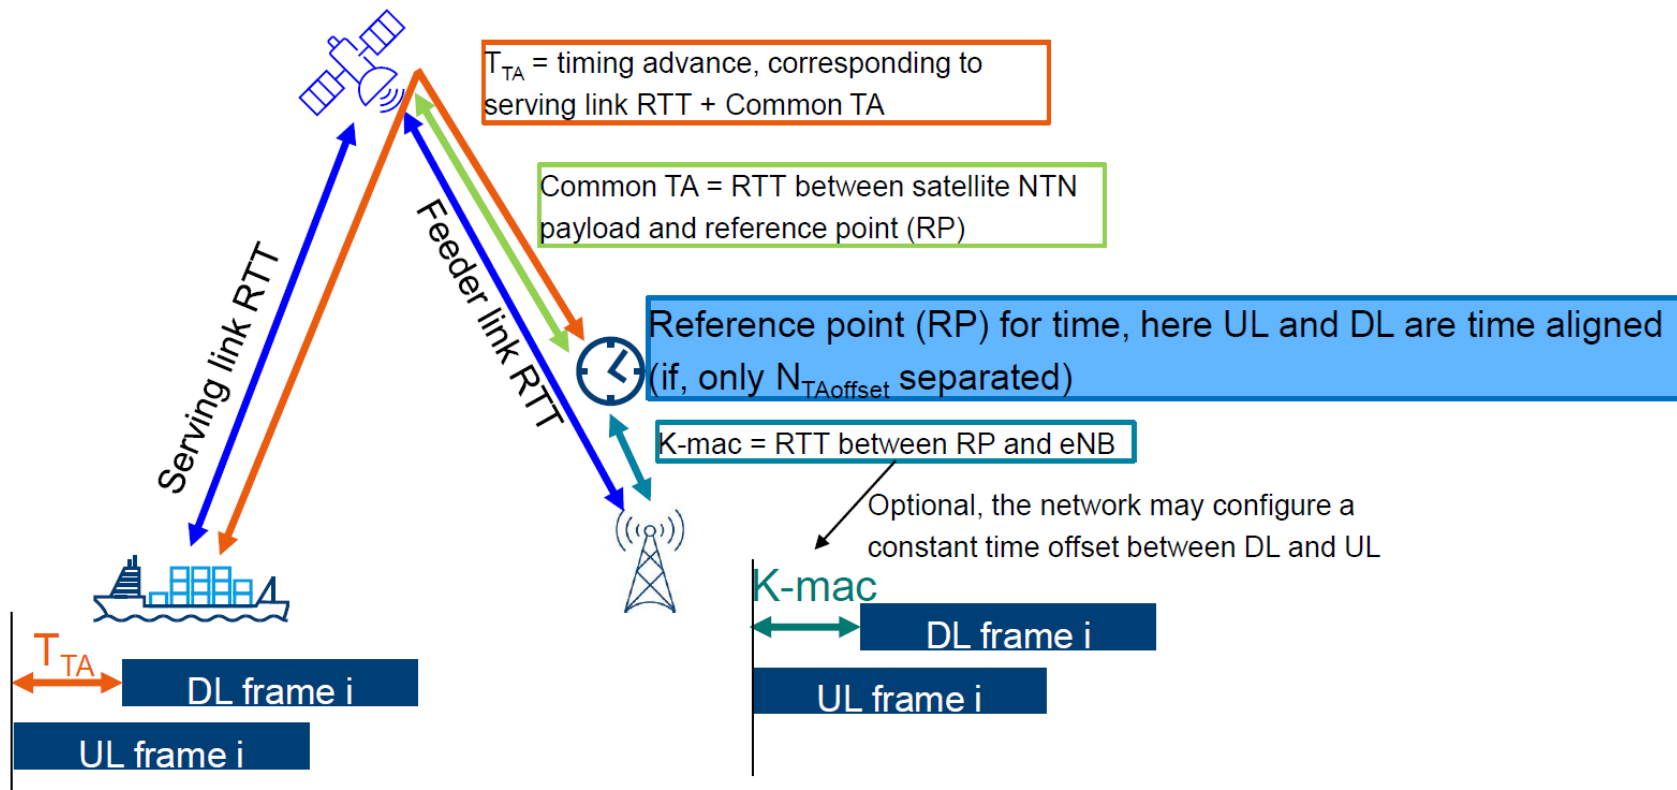 T_TA = timing advance, corresponding to
serving link RTT + Common TA
Common TA = RTT between satellite NTN
payload and reference point (RP)
Serving link RTT
Feeder link RTT
Reference point (RP) for time, here UL and DL are time aligned
(if, only N_TAoffset separated)
K-mac = RTT between RP and eNB
Optional, the network may configure a
constant time offset between DL and UL
K-mac
DL frame i
UL frame i
T_TA
DL frame i
UL frame i